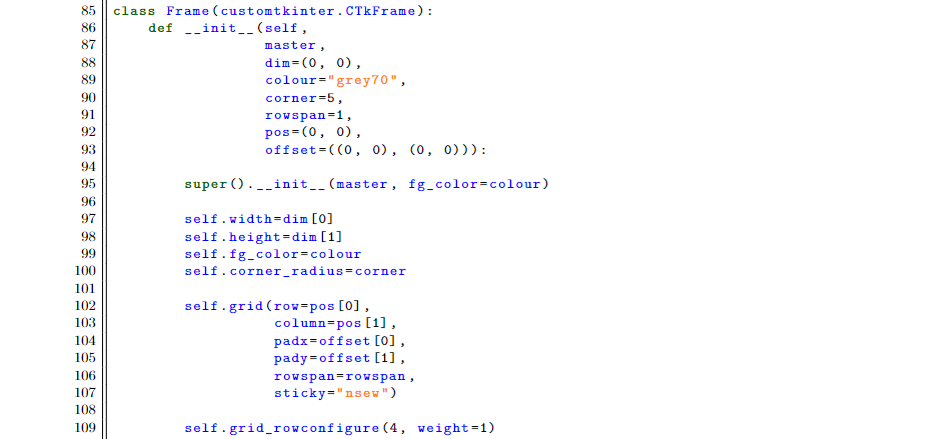 85 class Frame(customtkinter.CTkFrame):
86     def __init__(self,
87                  master,
88                  dim=(0, 0),
89                  colour="grey70",
90                  corner=5,
91                  rowspan=1,
92                  pos=(0, 0),
93                  offset=((0, 0), (0, 0))):
94
95         super().__init__(master, fg_color=colour)
96
97         self.width=dim[0]
98         self.height=dim[1]
99         self.fg_color=colour
100         self.corner_radius=corner
101
102         self.grid(row=pos[0],
103                   column=pos[1],
104                   padx=offset[0],
105                   pady=offset[1],
106                   rowspan=rowspan,
107                   sticky="nsew")
108
109         self.grid_rowconfigure(4, weight=1)